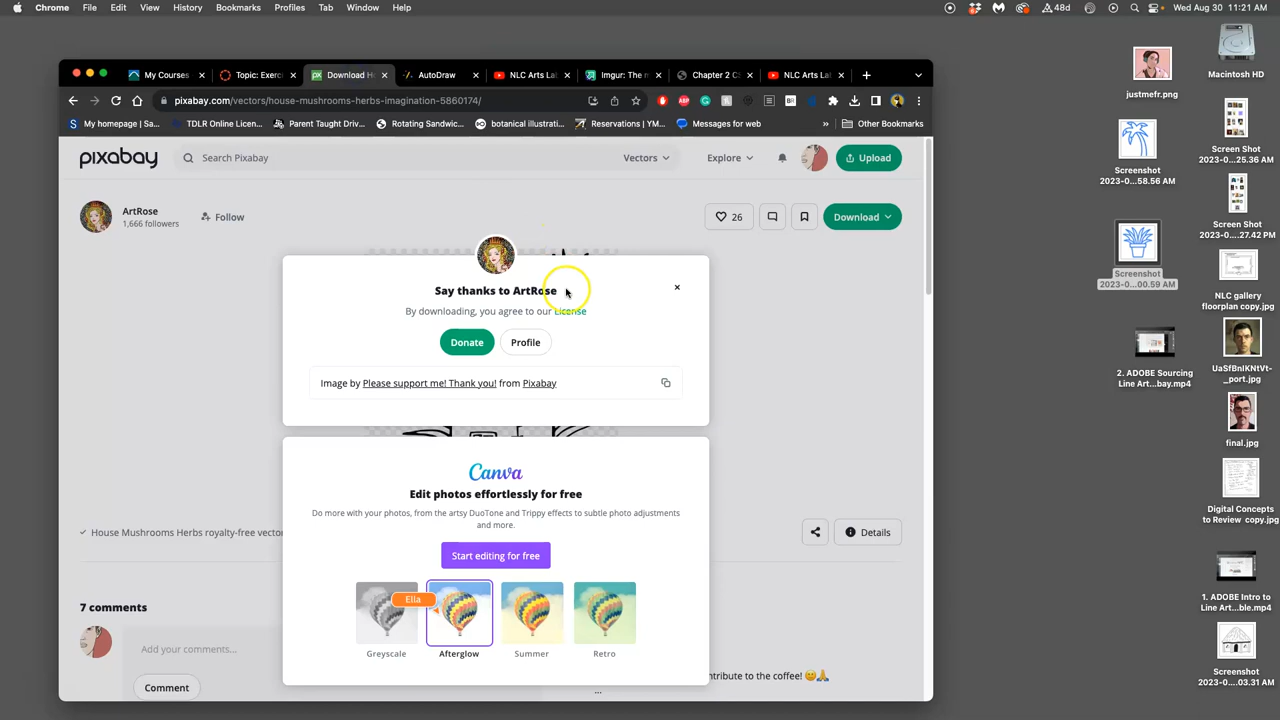 Chrome File Edit View History Bookmarks Profiles Tab Window Help 48d Wed Aug 30 11:21 AM
My Courses Topic: Exerc Download H AutoDraw NLC Arts La Imgur: The m Chapter 2 C NLC Arts La
pixabay.com/vectors/house-mushrooms-herbs-imagination-5860174/
My homepage | Sa... TDLR Online Licen... Parent Taught Driv... Rotating Sandwic... botanical illustrati... Reservations | YM... Messages for web » Other Bookmarks
pixabay Search Pixabay Vectors Explore Upload
ArtRose
1,666 followers
Follow
26 Download
Say thanks to ArtRose
By downloading, you agree to our License
Donate Profile
Image by Please support me! Thank you! from Pixabay
Canva
Edit photos effortlessly for free
Do more with your photos, from the artsy DuoTone and Trippy effects to subtle photo adjustments
and more.
Start editing for free
Ella
Greyscale Afterglow Summer Retro
House Mushrooms Herbs royalty-free vector
Details
7 comments
Add your comments...
Comment
ntribute to the coffee!
...
justmefr.png
Screenshot
2023-0...58.56 AM
Screenshot
2023-0...00.59 AM
2. ADOBE Sourcing
Line Art...bay.mp4
Macintosh HD
Screen Shot
2023-0...25.36 AM
Screen Shot
2023-0...27.42 PM
NLC gallery
floorplan copy.jpg
UaSfBnIKNtVt-
_port.jpg
final.jpg
Digital Concepts
to Review copy.jpg
1. ADOBE Intro to
Line Art...ble.mp4
Screenshot
2023-0...03.31 AM